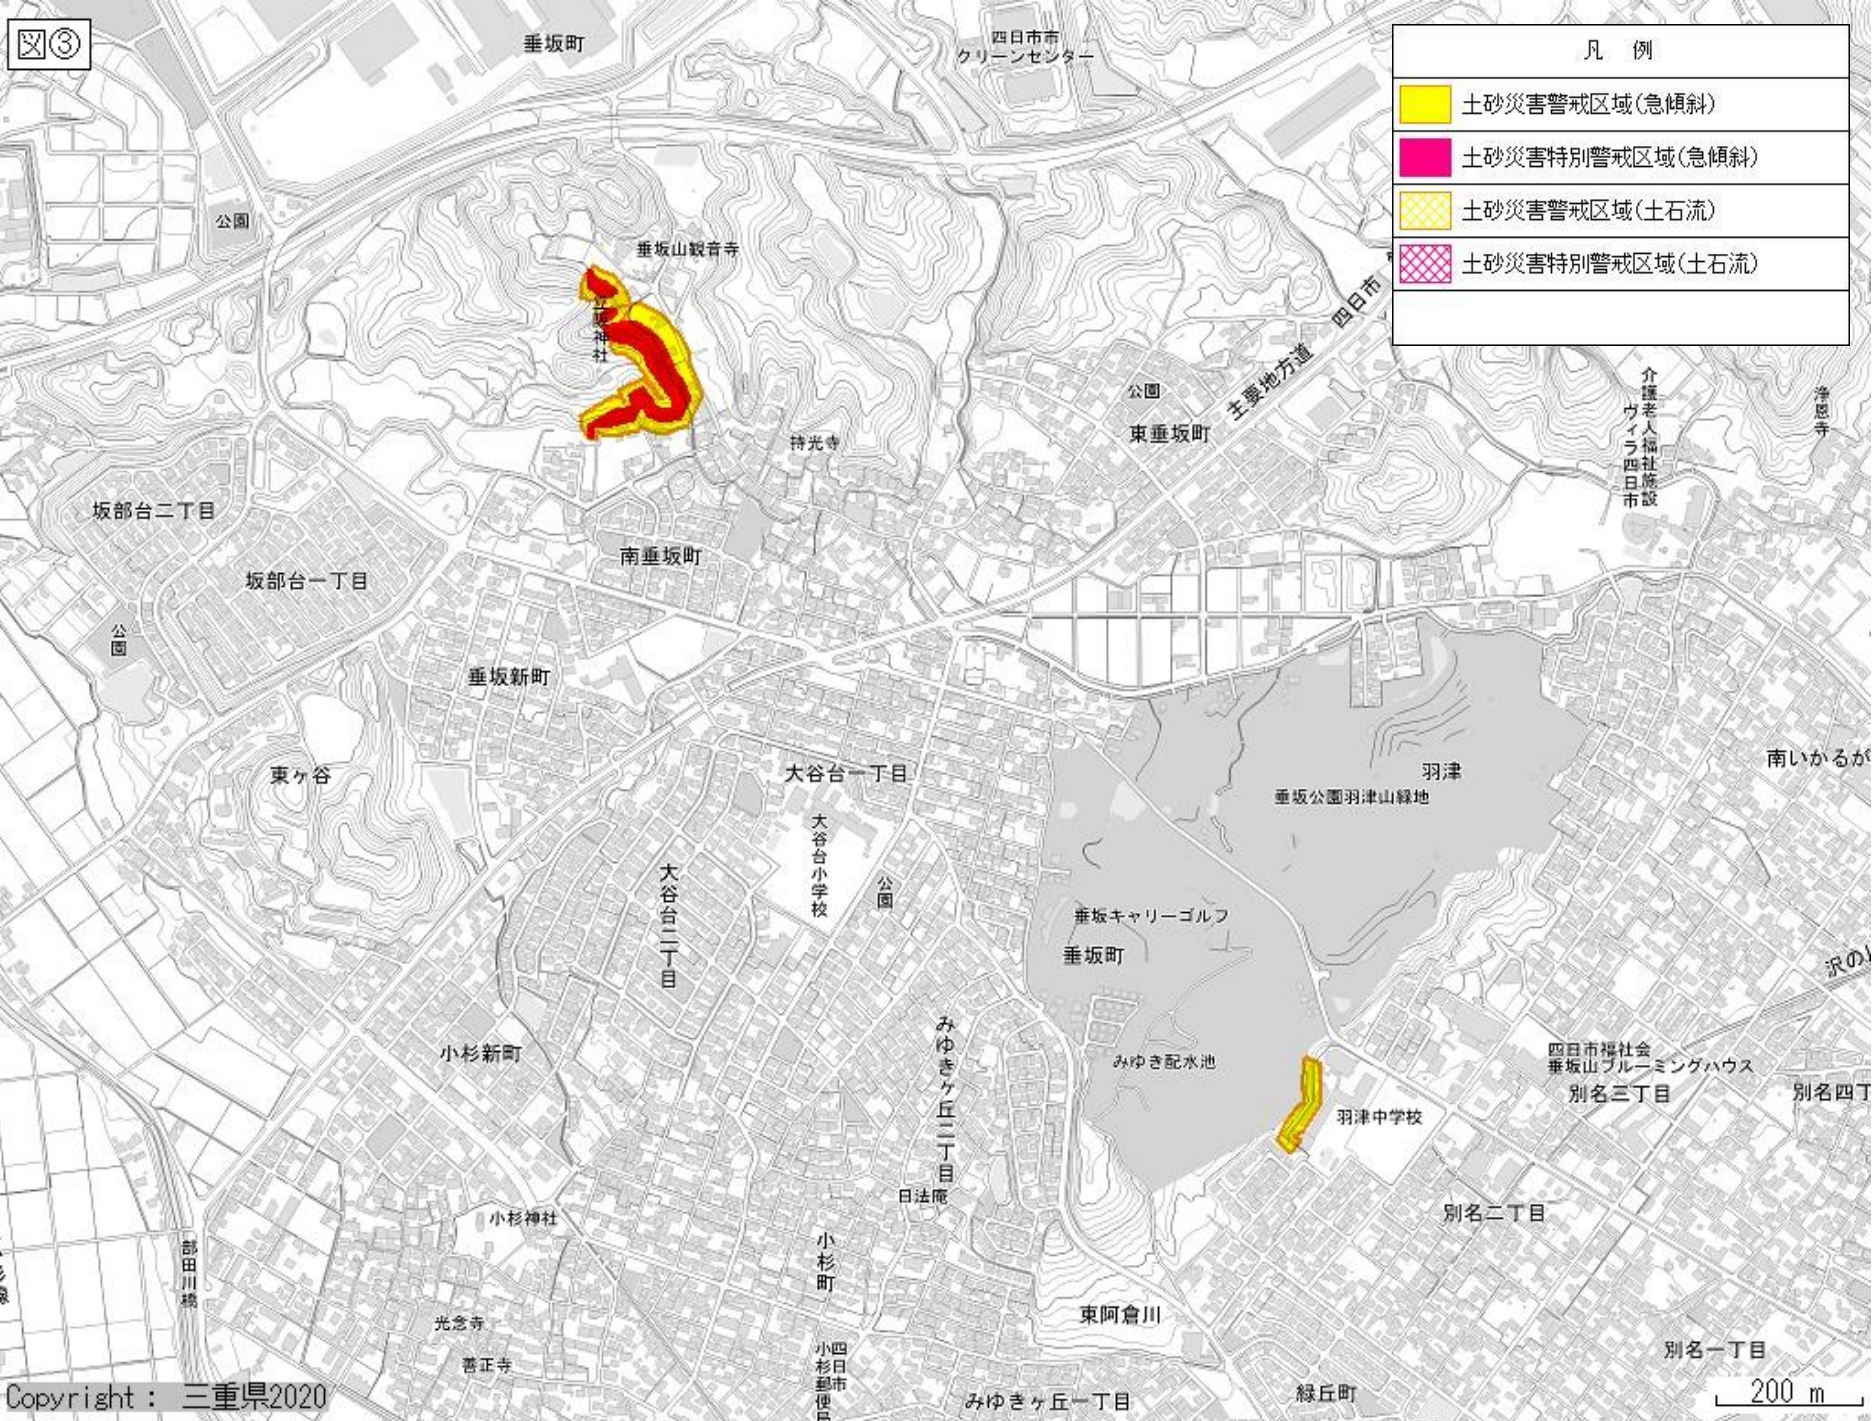 図③
垂坂町
四日市市
クリーンセンター
凡 例
土砂災害警戒区域(急傾斜)
土砂災害特別警戒区域(急傾斜)
土砂災害警戒区域(土石流)
土砂災害特別警戒区域(土石流)
公園
垂坂山観音寺
神社
四日市
主要地方道
公園
東垂坂町
介護老人福祉施設
ヴィラ四日市
浄恩寺
持光寺
坂部台二丁目
南垂坂町
坂部台一丁目
公園
垂坂新町
東ヶ谷
大谷台一丁目
羽津
南いかるが
垂坂公園羽津山緑地
大谷台小学校
公園
大谷台二丁目
垂坂キャリーゴルフ
垂坂町
沢の
みゆきヶ丘二丁目
小杉新町
みゆき配水池
四日市福祉会
垂坂山ブルーミングハウス
別名三丁目
別名四丁
羽津中学校
日法庵
小杉神社
別名二丁目
部田川橋
小杉町
光念寺
善正寺
東阿倉川
四日市
小杉郵便局
別名一丁目
みゆきヶ丘一丁目
緑丘町
200 m
Copyright : 三重県2020